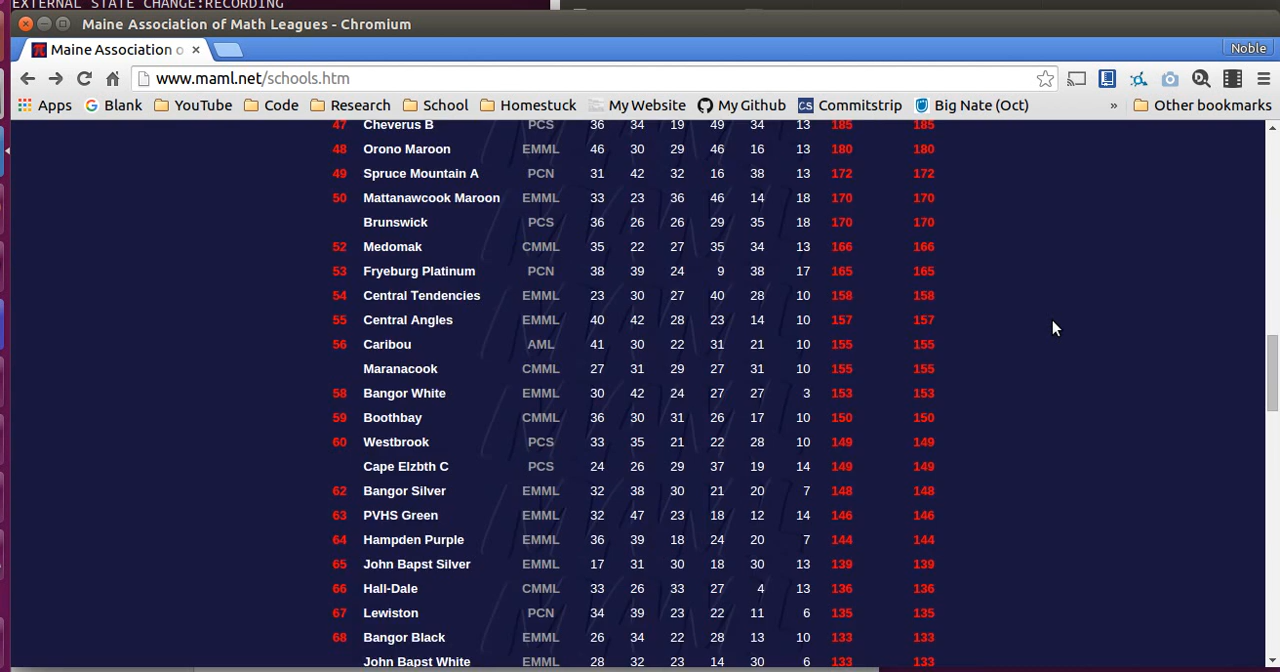 EXTERNAL STATE CHANGE:RECORDING
Maine Association of Math Leagues - Chromium
Maine Association o
Noble
www.maml.net/schools.htm
Apps Blank YouTube Code Research School Homestuck My Website My Github CS Commitstrip Big Nate (Oct) » Other bookmarks
47 Cheverus B PCS 36 34 19 49 34 13 185 185
48 Orono Maroon EMML 46 30 29 46 16 13 180 180
49 Spruce Mountain A PCN 31 42 32 16 38 13 172 172
50 Mattanawcook Maroon EMML 33 23 36 46 14 18 170 170
Brunswick PCS 36 26 26 29 35 18 170 170
52 Medomak CMML 35 22 27 35 34 13 166 166
53 Fryeburg Platinum PCN 38 39 24 9 38 17 165 165
54 Central Tendencies EMML 23 30 27 40 28 10 158 158
55 Central Angles EMML 40 42 28 23 14 10 157 157
56 Caribou AML 41 30 22 31 21 10 155 155
Maranacook CMML 27 31 29 27 31 10 155 155
58 Bangor White EMML 30 42 24 27 27 3 153 153
59 Boothbay CMML 36 30 31 26 17 10 150 150
60 Westbrook PCS 33 35 21 22 28 10 149 149
Cape Elzbth C PCS 24 26 29 37 19 14 149 149
62 Bangor Silver EMML 32 38 30 21 20 7 148 148
63 PVHS Green EMML 32 47 23 18 12 14 146 146
64 Hampden Purple EMML 36 39 18 24 20 7 144 144
65 John Bapst Silver EMML 17 31 30 18 30 13 139 139
66 Hall-Dale CMML 33 26 33 27 4 13 136 136
67 Lewiston PCN 34 39 23 22 11 6 135 135
68 Bangor Black EMML 26 34 22 28 13 10 133 133
John Bapst White EMML 28 32 23 14 30 6 133 133